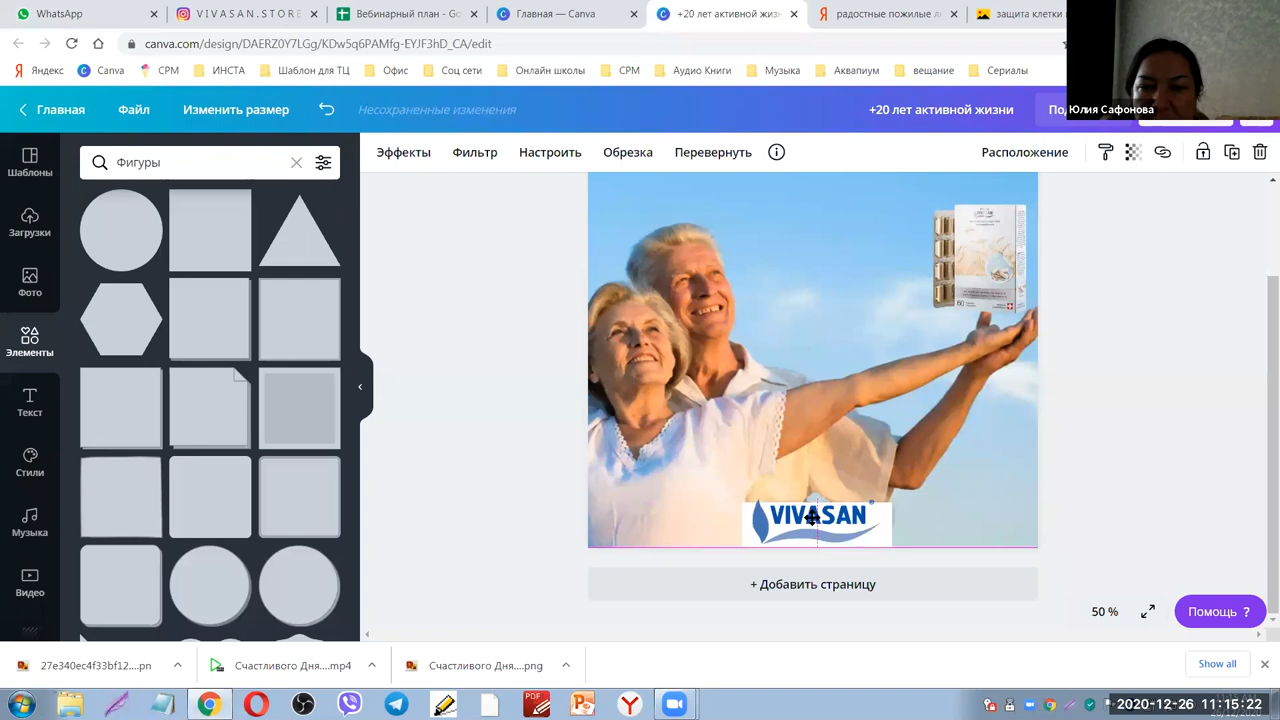 WhatsApp
V I V A S A N . S T O R E
Вебинарный план - Go
Главная — Canva
+20 лет активной жизн
радостные пожилые л
защита клетки
canva.com/design/DAERZ0Y7LGg/KDw5q6PAMfg-EYJF3hD_CA/edit
Яндекс
Canva
СРМ
ИНСТА
Шаблон для ТЦ
Офис
Соц сети
Онлайн школы
СРМ
Аудио Книги
Музыка
Аквапиум
вещание
Сериалы
Юлия Сафонова
Главная
Файл
Изменить размер
Несохраненные изменения
+20 лет активной жизни
Под
Фигуры
Эффекты
Фильтр
Настроить
Обрезка
Перевернуть
Расположение
Шаблоны
Загрузки
Фото
Элементы
Текст
Стили
Музыка
Видео
VIVASAN
+ Добавить страницу
50 %
Помощь ?
27e340ec4f33bf12....pn
Счастливого Дня....mp4
Счастливого Дня....png
Show all
PDF
2020-12-26 11:15:22